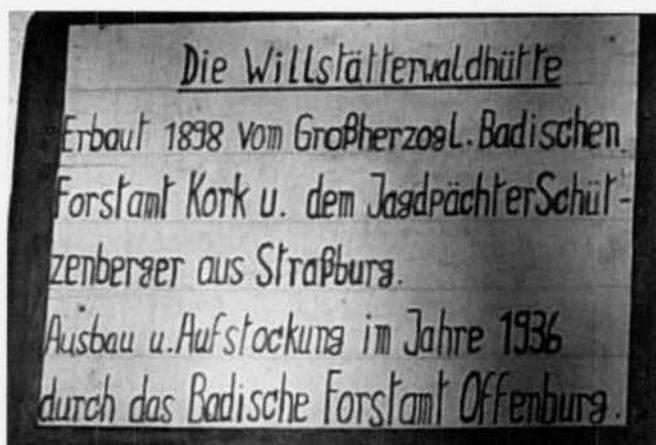 Die Willstätterwaldhütte
Erbaut 1898 vom Großherzogl. Badischen
Forstamt Kork u. dem Jagdpächter Schüt-
zenberger aus Straßburg.
Ausbau u. Aufstockung im Jahre 1936
durch das Badische Forstamt Offenburg.